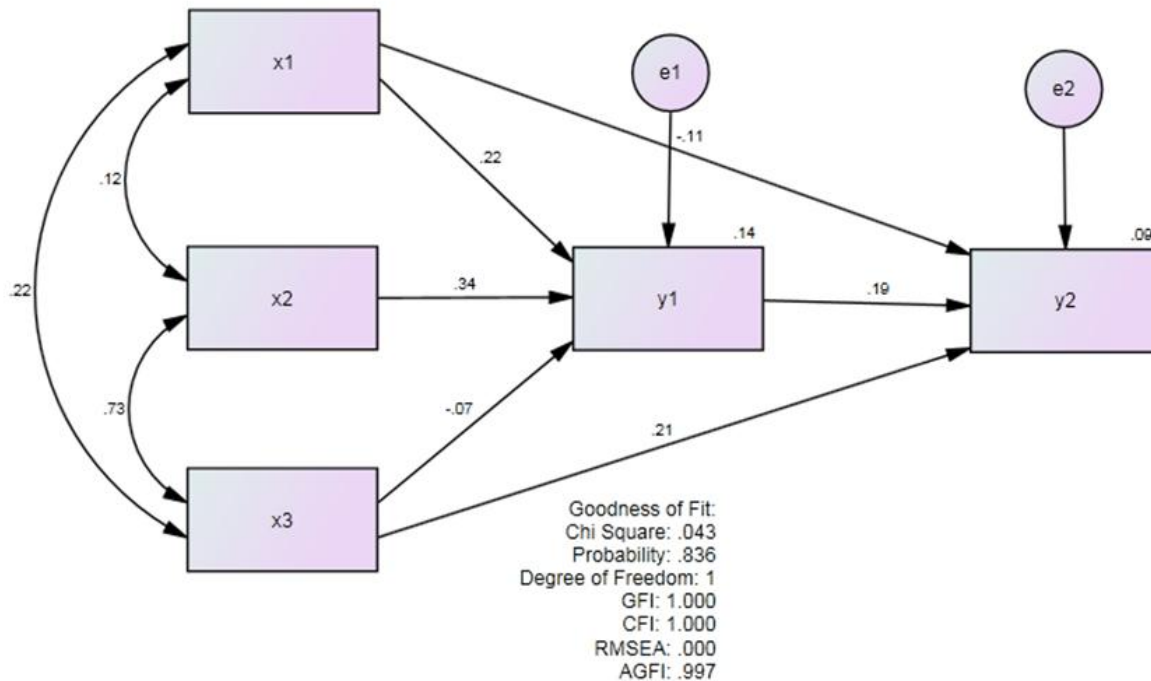 x1
e1
e2
-.11
.22
.12
.14
.09
x2
.34
y1
.19
y2
.22
.73
-.07
.21
x3
Goodness of Fit:
Chi Square: .043
Probability: .836
Degree of Freedom: 1
GFI: 1.000
CFI: 1.000
RMSEA: .000
AGFI: .997